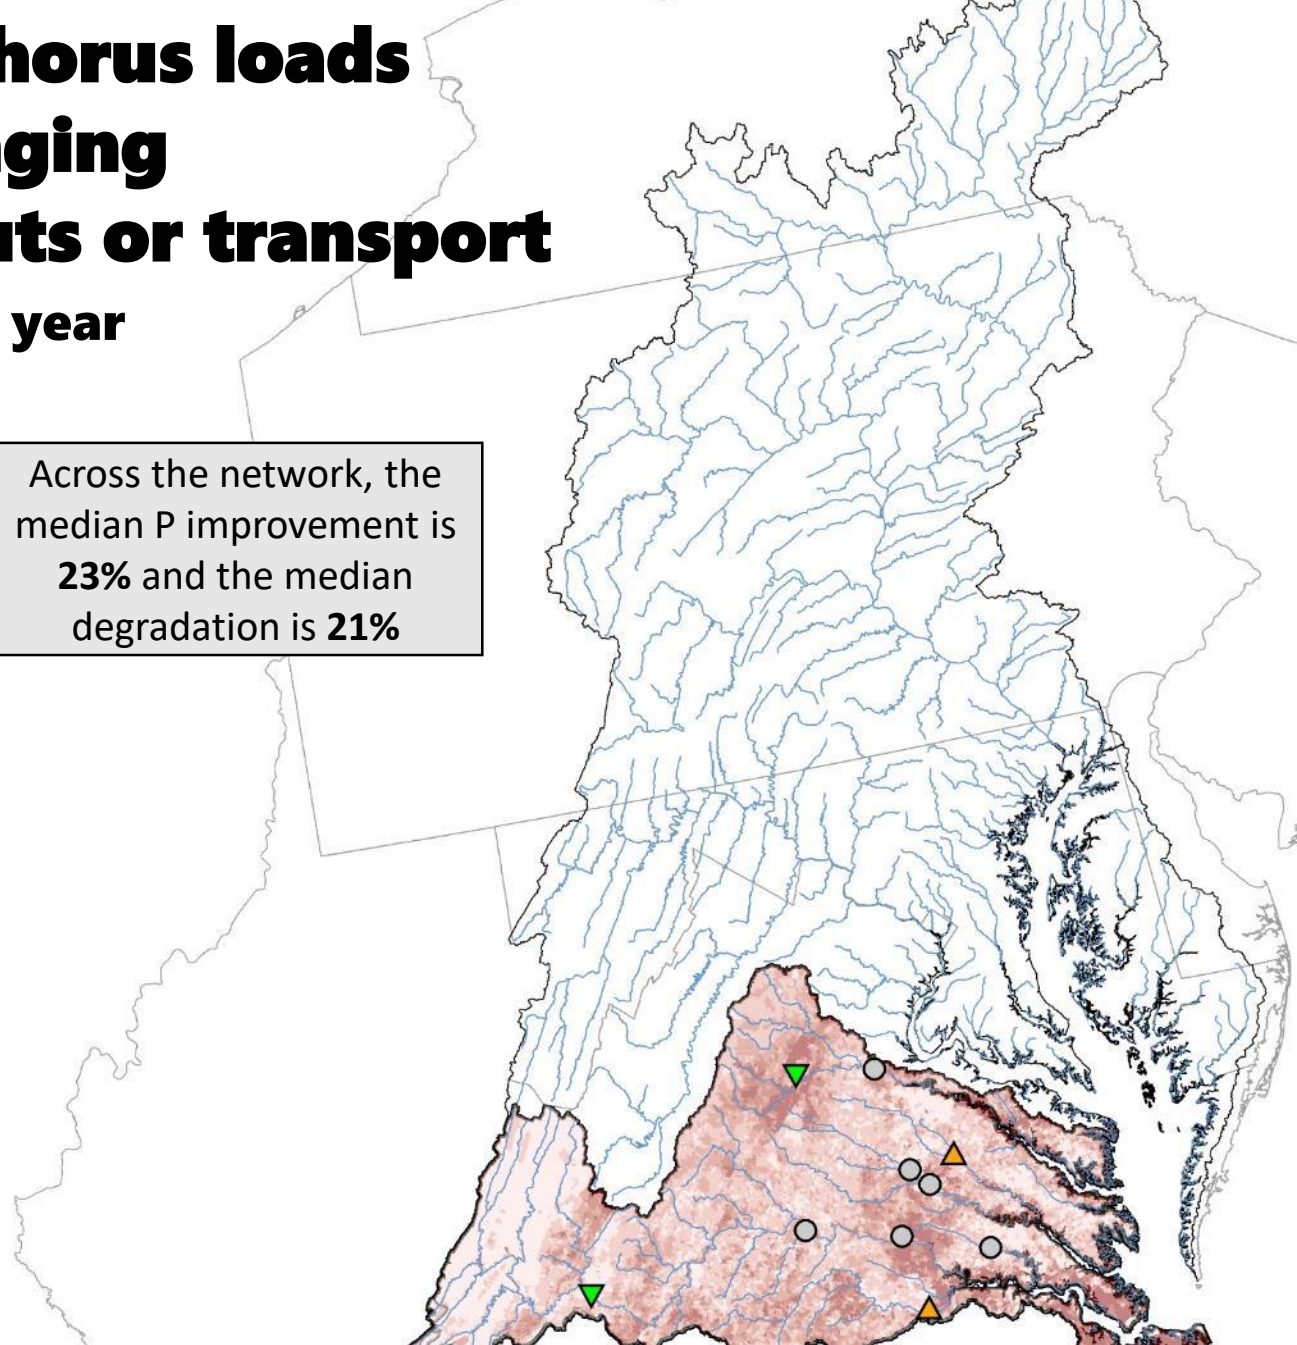 horus loads
ging
uts or transport
year
Across the network, the
median P improvement is
23% and the median
degradation is 21%